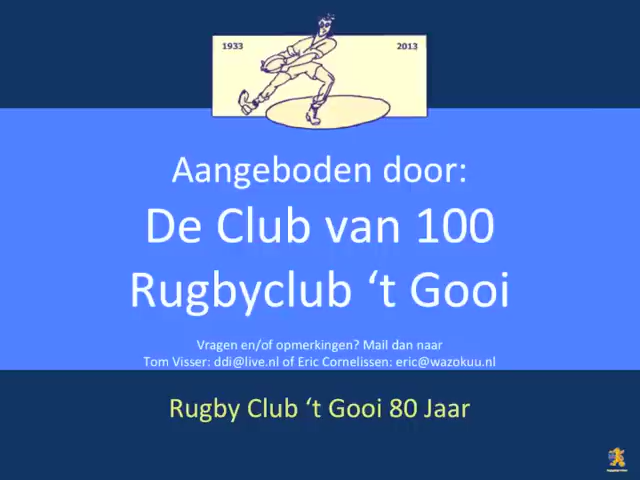 1933 2013
Aangeboden door:
De Club van 100
Rugbyclub ‘t Gooi
Vragen en/of opmerkingen? Mail dan naar
Tom Visser: ddi@live.nl of Eric Cornelissen: eric@wazokuu.nl
Rugby Club ‘t Gooi 80 Jaar